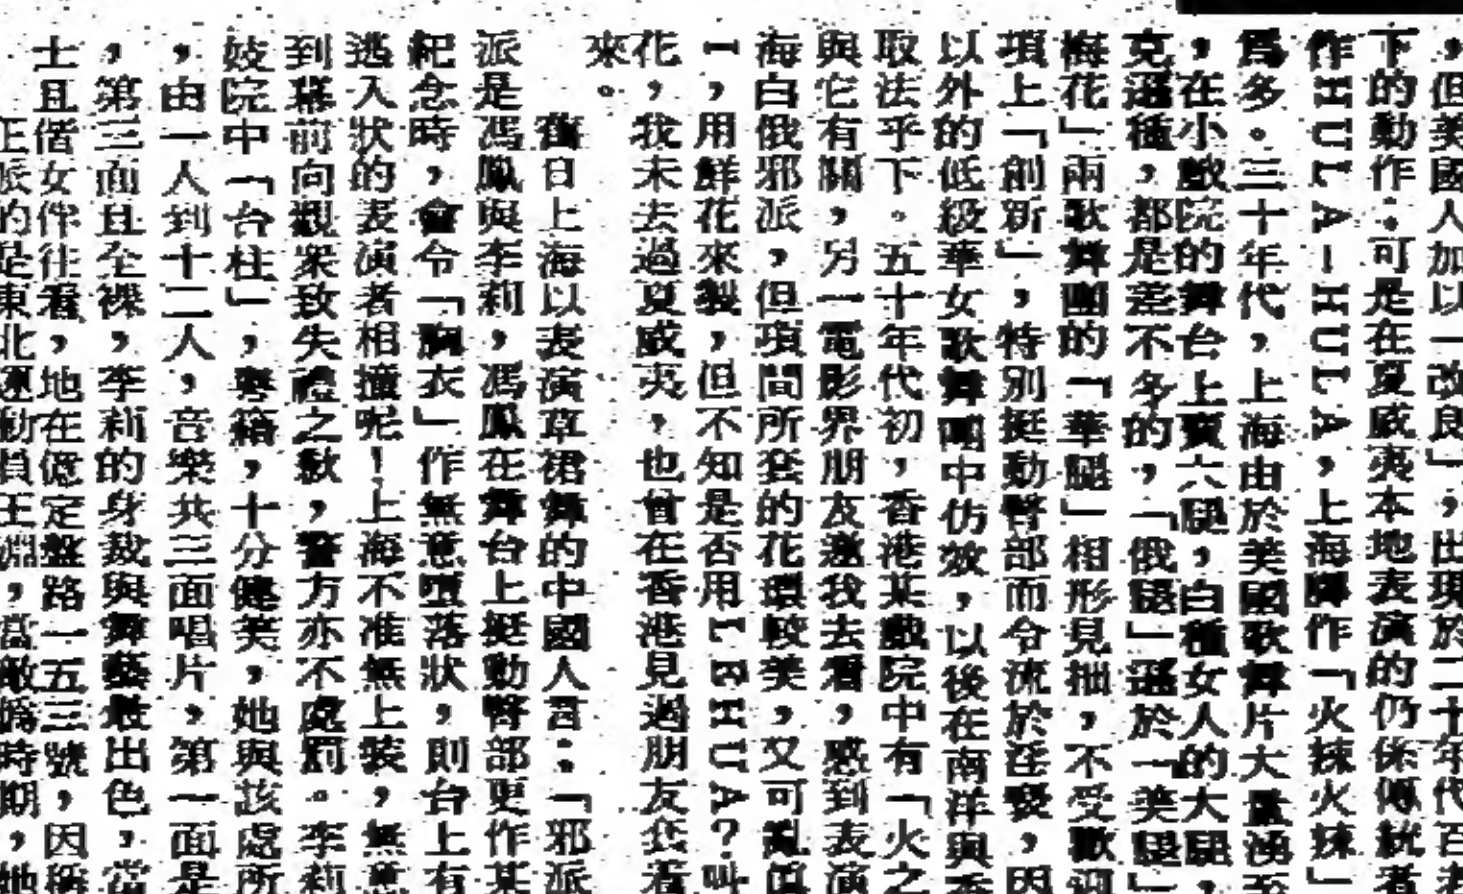 ，但美國人加以「改良」，出現於二十年代百老
下的動作：可是在夏威夷本地表演的仍係傳統者
作HULA-HULA，上海譯作「火辣火辣」
爲多。三十年代，上海由於美國歌舞片大量湧至
，在小戲院的舞台上賣六腿，白種女人的大腿，
克邏種，都是差不多的，「俄腿」遜於「美腿」
梅花」兩歌舞團的「華腿」相形見拙，不受歡迎
項上「創新」，特別挺動臀部而令流於淫褻，因
以外的低級華女歌舞團中仿效，以後在南洋與香
取法乎下。五十年代初，香港某戲院中有「火之
與它有關，另一電影界朋友邀我去看，感到表演
海白俄邪派，但項間所套的花環較美，又可亂真
，用鮮花來製，但不知是否用LEHUA？叫
花，我未去過夏威夷，也曾在香港見過朋友套着
來。
舊日上海以表演草裙舞的中國人言：「邪派
派是馮鳳與李莉，馮鳳在舞台上挺動臀部更作某
紀念時，會令「胸衣」作無意墮落狀，則台上有
逃入狀的表演者相撞呢！上海不准無上裝，無意
到幕前向觀衆致失禮之歉，警方亦不處罰。李莉
妓院中「台柱」，粵籍，十分健美，她與該處所
，由一人到十二人，音樂共三面唱片，第一面是
，第三面且全裸，李莉的身裁與舞藝最出色，當
士且偕女伴往看，地在億定盤路一五三號，因稱
正派的是東北運動員王淵，當敵僞時期，她